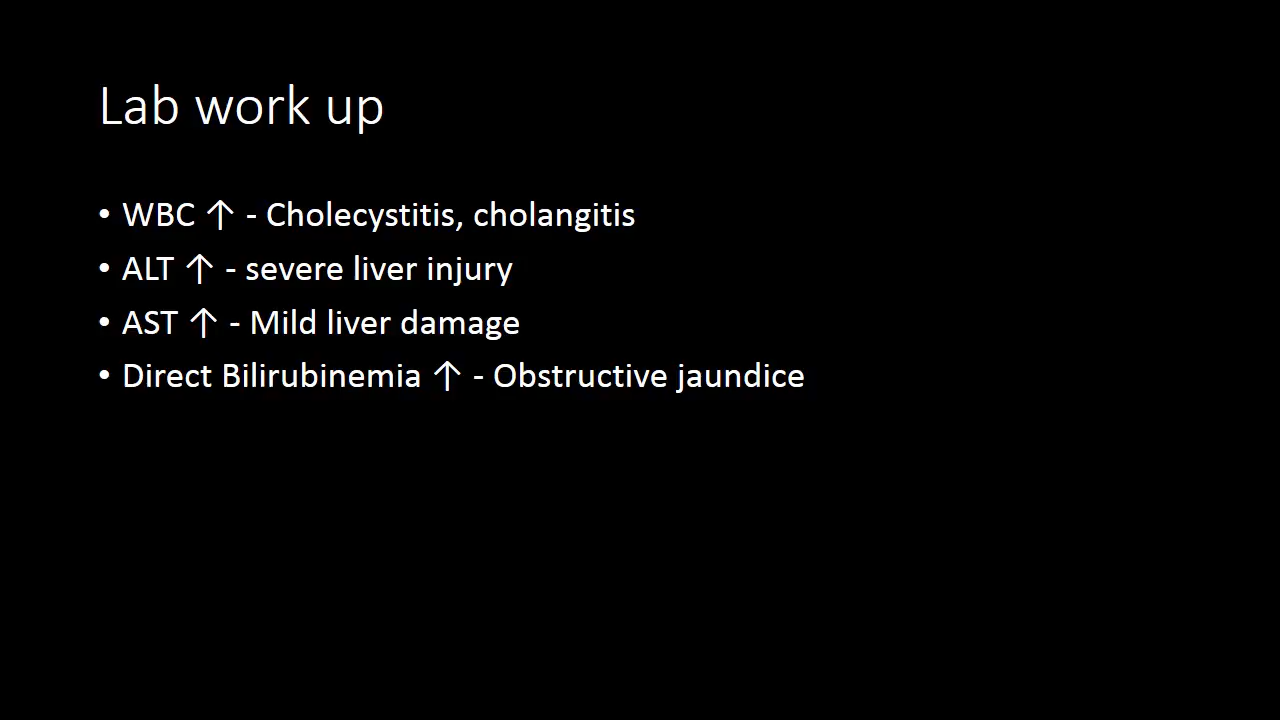 Lab work up
• WBC ↑ - Cholecystitis, cholangitis
• ALT ↑ - severe liver injury
• AST ↑ - Mild liver damage
• Direct Bilirubinemia ↑ - Obstructive jaundice